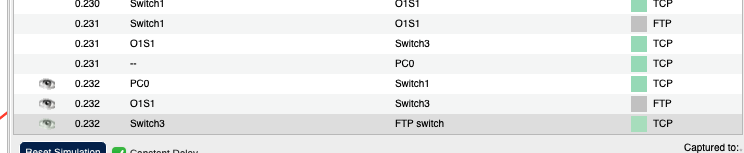 0.230 Switch1 O1S1 TCP
0.231 Switch1 O1S1 FTP
0.231 O1S1 Switch3 TCP
0.231 -- PC0 TCP
0.232 PC0 Switch1 TCP
0.232 O1S1 Switch3 FTP
0.232 Switch3 FTP switch TCP
Reset Simulation Constant Delay Captured to: